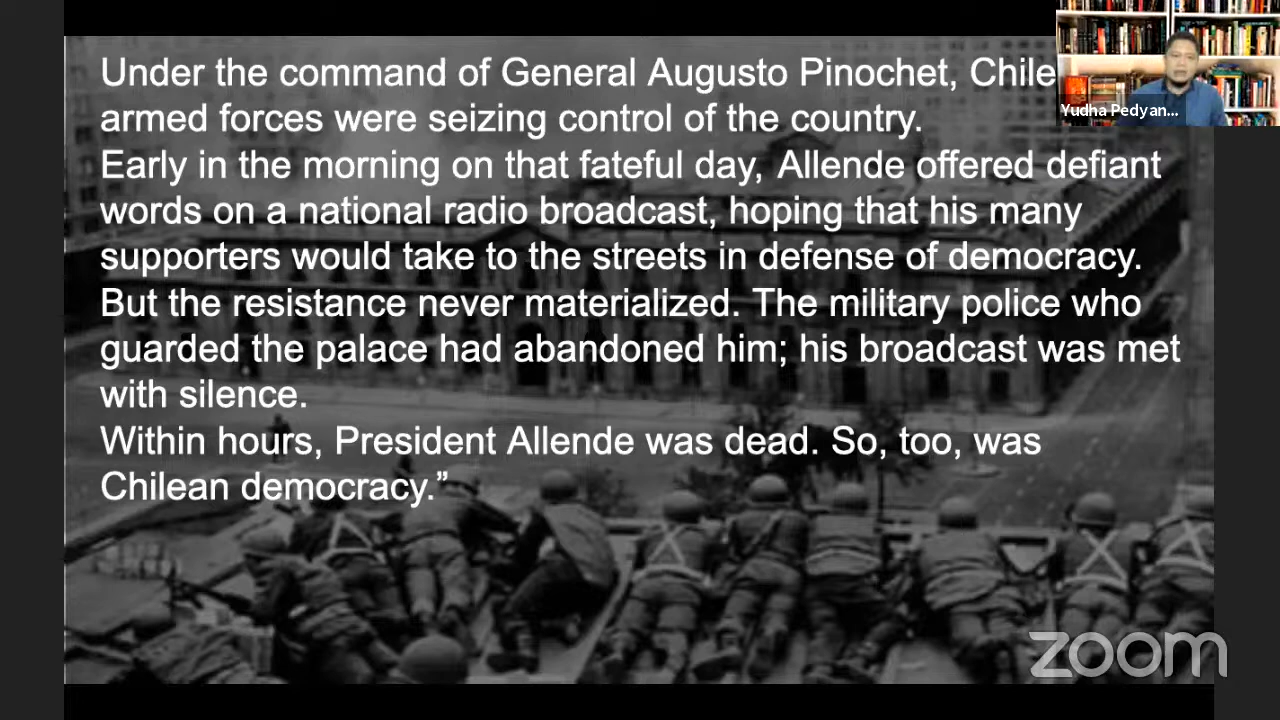 Under the command of General Augusto Pinochet, Chile
armed forces were seizing control of the country.
Early in the morning on that fateful day, Allende offered defiant
words on a national radio broadcast, hoping that his many
supporters would take to the streets in defense of democracy.
But the resistance never materialized. The military police who
guarded the palace had abandoned him; his broadcast was met
with silence.
Within hours, President Allende was dead. So, too, was
Chilean democracy.”
Yudha Pedyan...
zoom